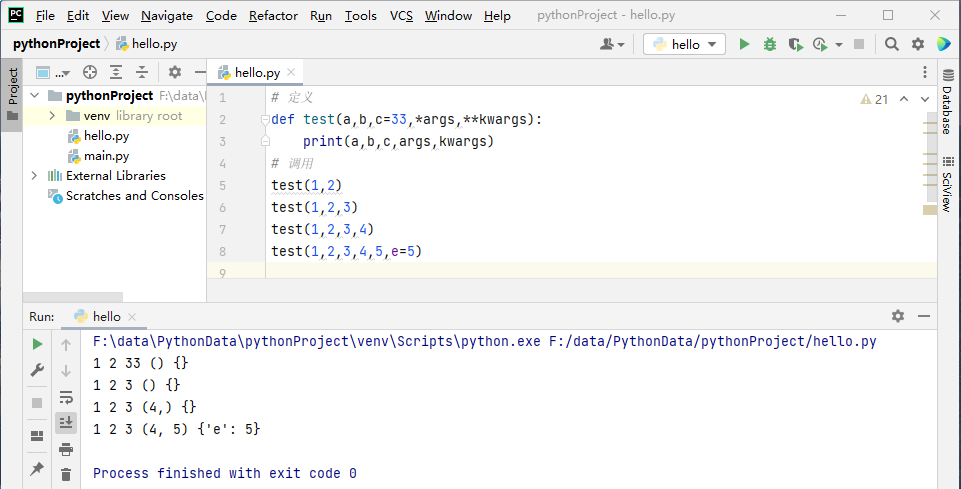 PC File Edit View Navigate Code Refactor Run Tools VCS Window Help pythonProject - hello.py
pythonProject hello.py hello
Project
... hello.py
pythonProject F:\data\
venv library root
hello.py
main.py
External Libraries
Scratches and Consoles
1 # 定义
2 def test(a,b,c=33,*args,**kwargs):
3 print(a,b,c,args,kwargs)
4 # 调用
5 test(1,2)
6 test(1,2,3)
7 test(1,2,3,4)
8 test(1,2,3,4,5,e=5)
9
21
Database
SciView
Run: hello
F:\data\PythonData\pythonProject\venv\Scripts\python.exe F:/data/PythonData/pythonProject/hello.py
1 2 33 () {}
1 2 3 () {}
1 2 3 (4,) {}
1 2 3 (4, 5) {'e': 5}
Process finished with exit code 0